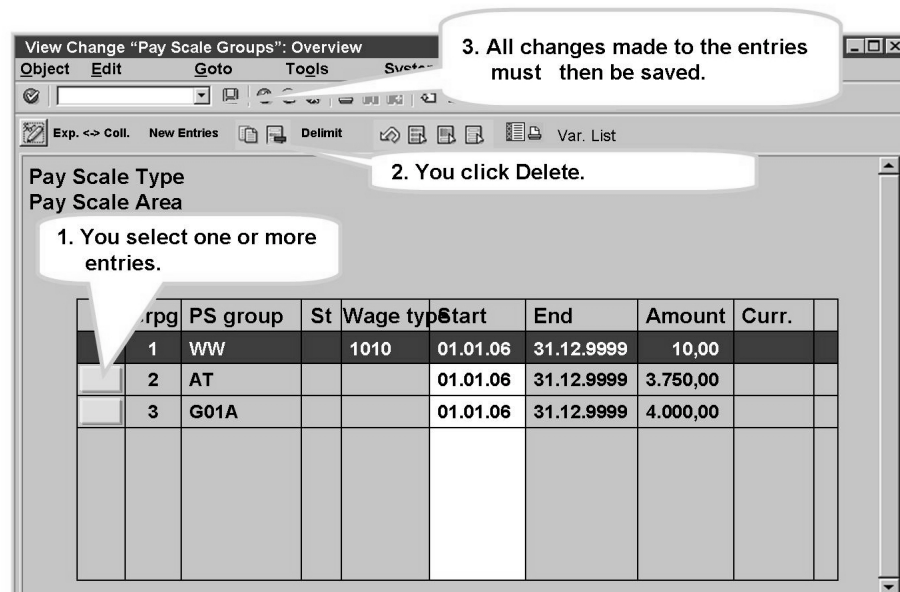 View Change “Pay Scale Groups”: Overview
3. All changes made to the entries
must then be saved.
Object Edit Goto Tools
Exp. <-> Coll. New Entries Delimit Var. List
2. You click Delete.
Pay Scale Type
Pay Scale Area
1. You select one or more
entries.
PS group St Wage type Start End Amount Curr.
1 WW 1010 01.01.06 31.12.9999 10,00
2 AT 01.01.06 31.12.9999 3.750,00
3 G01A 01.01.06 31.12.9999 4.000,00